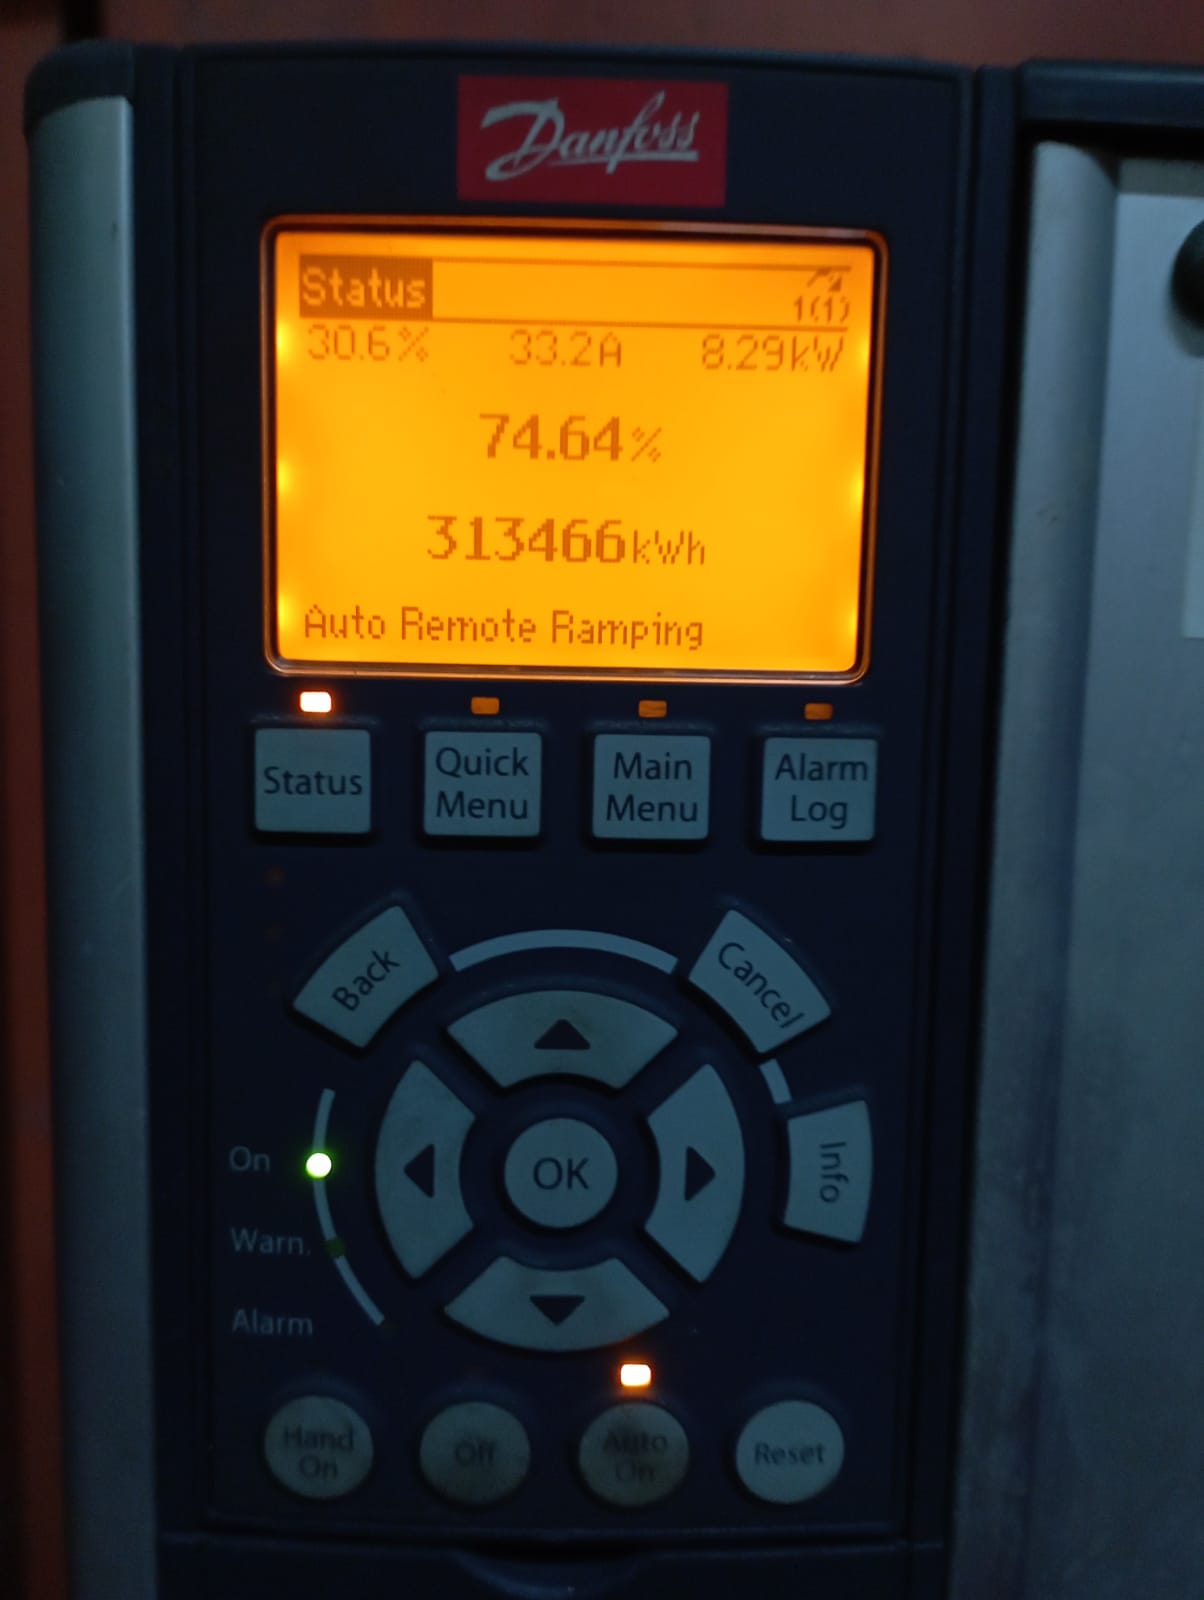 Danfoss
Status
1(1)
30.6% 33.2A 8.29kW
74.64%
313466kWh
Auto Remote Ramping
Status
Quick Menu
Main Menu
Alarm Log
Back
Cancel
Info
OK
On
Warn.
Alarm
Hand On
Off
Auto On
Reset